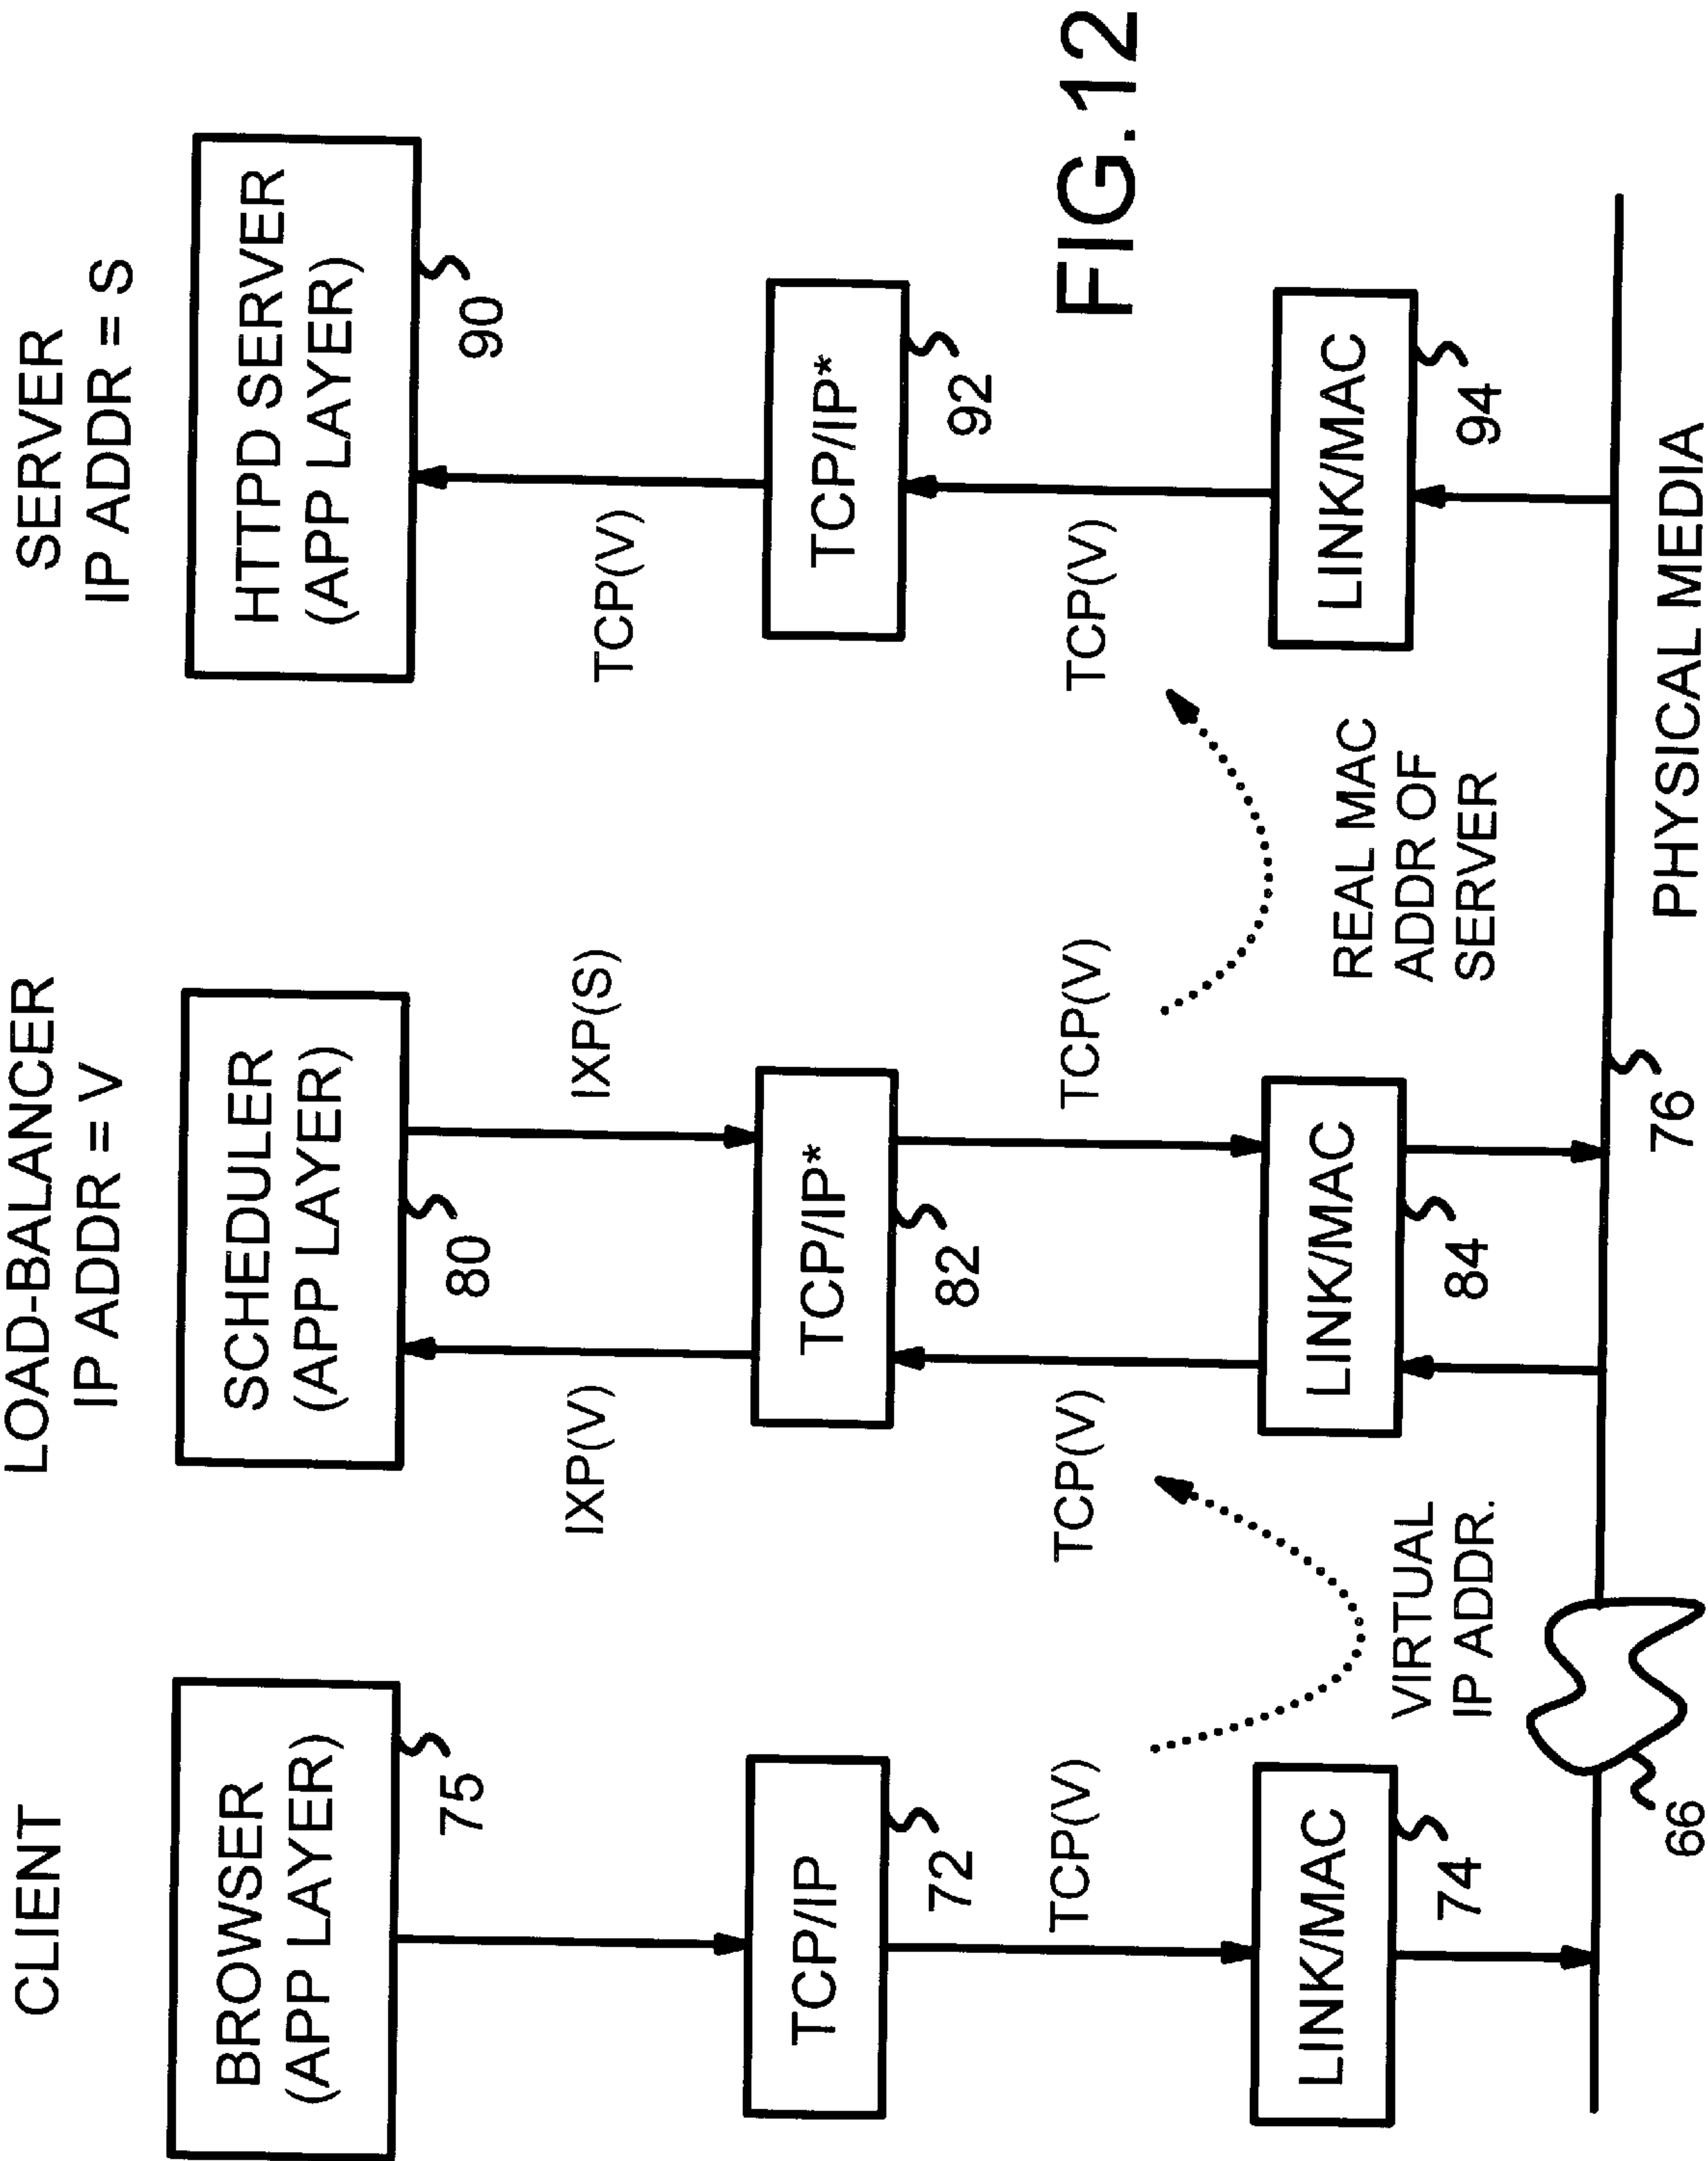 CLIENT
LOAD-BALANCER
IP ADDR = V
SERVER
IP ADDR = S
BROWSER
(APP LAYER)
75
SCHEDULER
(APP LAYER)
80
HTTPD SERVER
(APP LAYER)
90
IXP(V)
IXP(S)
TCP(V)
TCP/IP
72
TCP/IP*
82
TCP/IP*
92
TCP(V)
TCP(V)
TCP(V)
TCP(V)
FIG.12
LINK/MAC
74
VIRTUAL
IP ADDR.
LINK/MAC
84
REAL MAC
ADDR OF
SERVER
LINK/MAC
94
66
76
PHYSICAL MEDIA